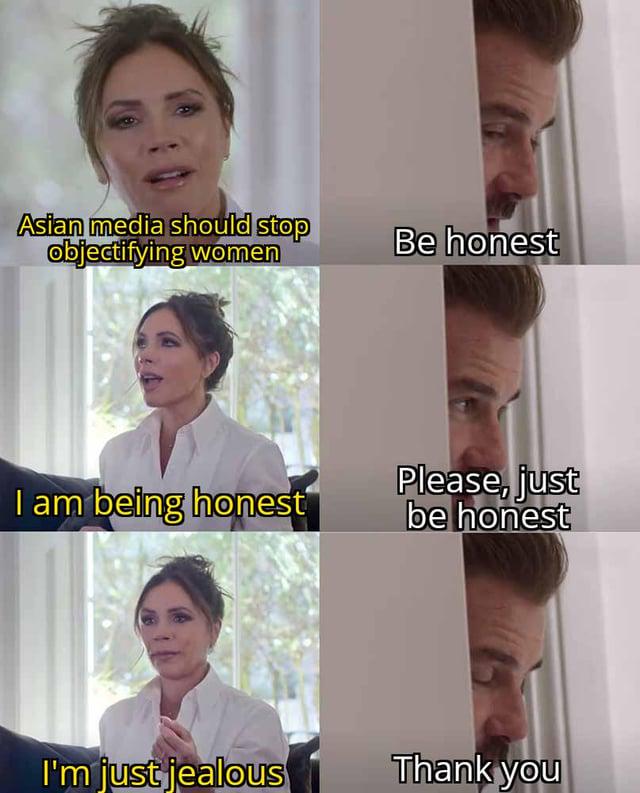 Asian media should stop
objectifying women
Be honest
I am being honest
Please, just
be honest
I'm just jealous
Thank you